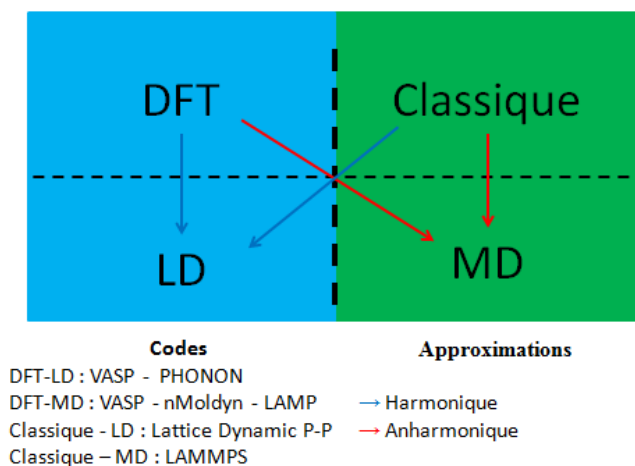 DFT Classique
LD MD
Codes Approximations
DFT-LD : VASP - PHONON
DFT-MD : VASP - nMoldyn - LAMP → Harmonique
Classique - LD : Lattice Dynamic P-P → Anharmonique
Classique – MD : LAMMPS